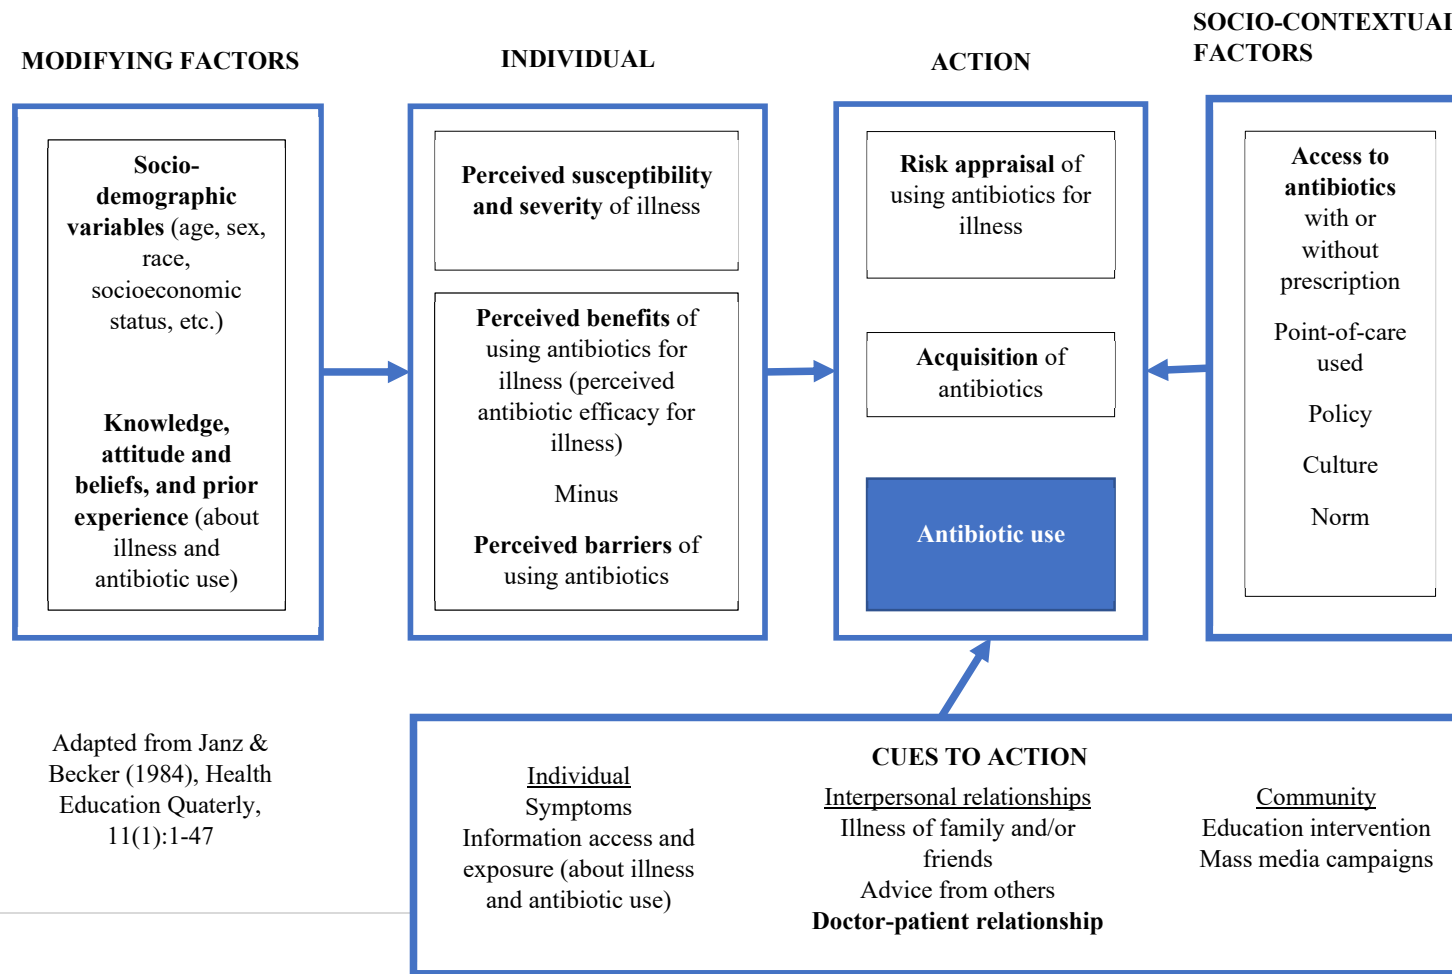 MODIFYING FACTORS
Socio-
demographic
variables (age, sex,
race,
socioeconomic
status, etc.)
Knowledge,
attitude and
beliefs, and prior
experience (about
illness and
antibiotic use)
INDIVIDUAL
Perceived susceptibility
and severity of illness
Perceived benefits of
using antibiotics for
illness (perceived
antibiotic efficacy for
illness)
Minus
Perceived barriers of
using antibiotics
ACTION
Risk appraisal of
using antibiotics for
illness
Acquisition of
antibiotics
Antibiotic use
SOCIO-CONTEXTUAL
FACTORS
Access to
antibiotics
with or
without
prescription
Point-of-care
used
Policy
Culture
Norm
Adapted from Janz &
Becker (1984), Health
Education Quaterly,
11(1):1-47
CUES TO ACTION
Individual
Symptoms
Information access and
exposure (about illness
and antibiotic use)
Interpersonal relationships
Illness of family and/or
friends
Advice from others
Doctor-patient relationship
Community
Education intervention
Mass media campaigns